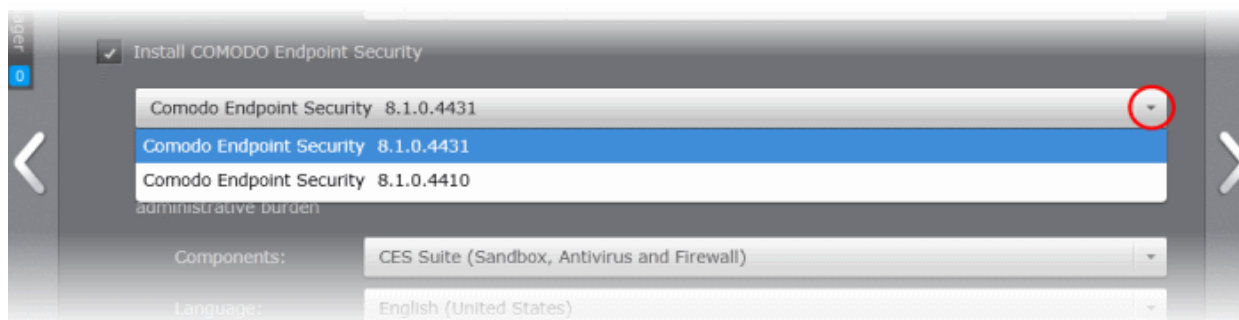 ager
0
Install COMODO Endpoint Security
Comodo Endpoint Security 8.1.0.4431
Comodo Endpoint Security 8.1.0.4431
Comodo Endpoint Security 8.1.0.4410
administrative burden
Components: CES Suite (Sandbox, Antivirus and Firewall)
Language: English (United States)